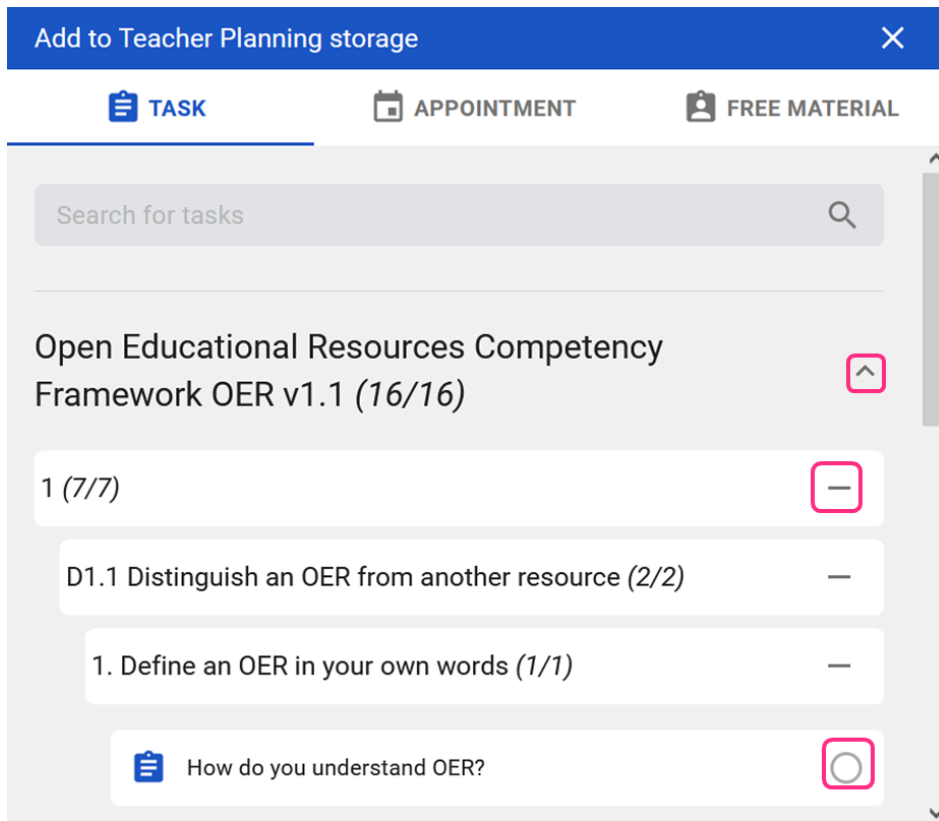 Add to Teacher Planning storage
TASK
APPOINTMENT
FREE MATERIAL
Search for tasks
Open Educational Resources Competency
Framework OER v1.1 (16/16)
1 (7/7)
D1.1 Distinguish an OER from another resource (2/2)
1. Define an OER in your own words (1/1)
How do you understand OER?